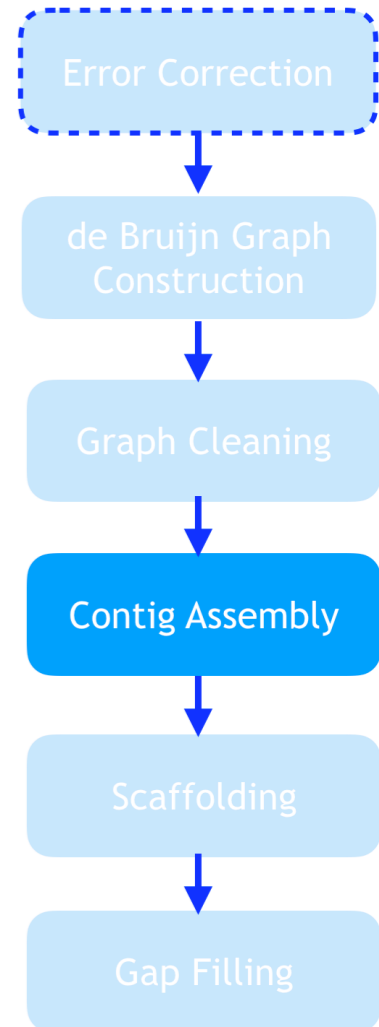 Error Correction
de Bruijn Graph
Construction
Graph Cleaning
Contig Assembly
Scaffolding
Gap Filling